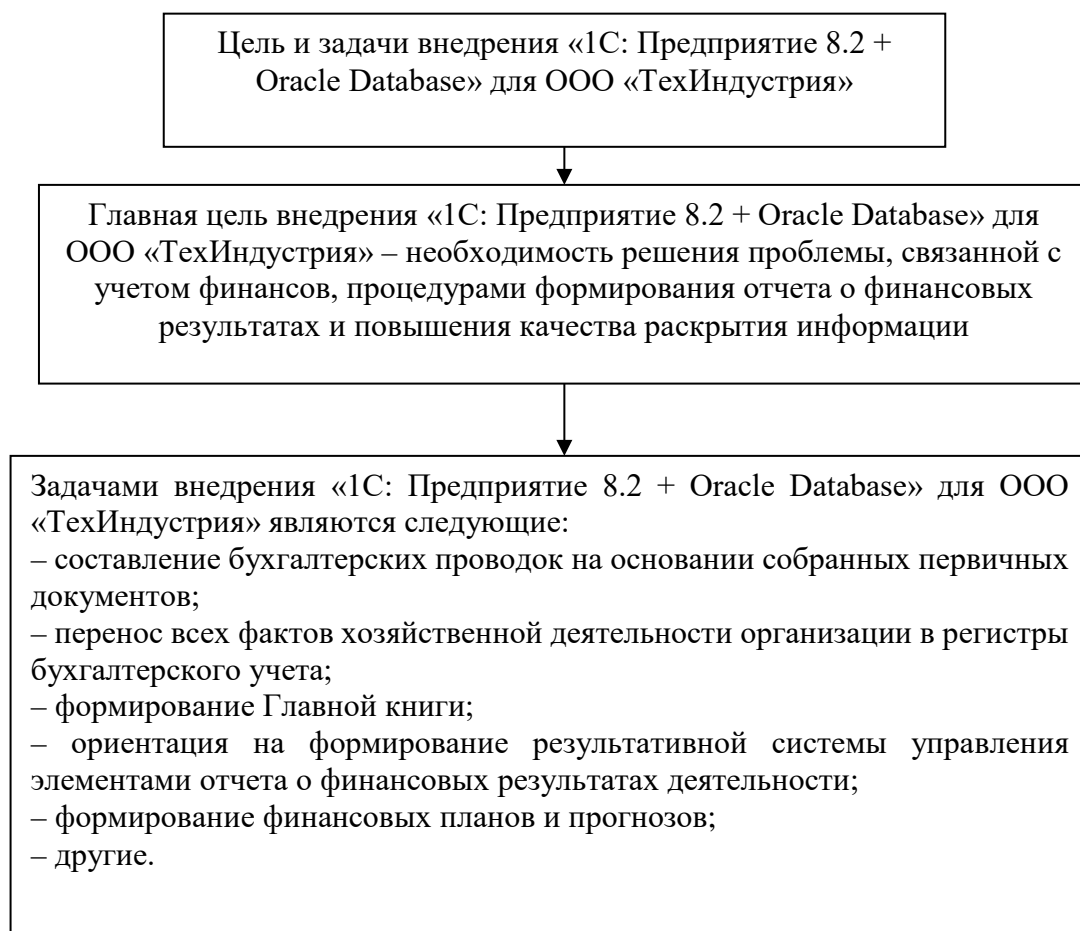 Цель и задачи внедрения «1С: Предприятие 8.2 +
Oracle Database» для ООО «ТехИндустрия»
Главная цель внедрения «1С: Предприятие 8.2 + Oracle Database» для
ООО «ТехИндустрия» – необходимость решения проблемы, связанной с
учетом финансов, процедурами формирования отчета о финансовых
результатах и повышения качества раскрытия информации
Задачами внедрения «1С: Предприятие 8.2 + Oracle Database» для ООО
«ТехИндустрия» являются следующие:
– составление бухгалтерских проводок на основании собранных первичных
документов;
– перенос всех фактов хозяйственной деятельности организации в регистры
бухгалтерского учета;
– формирование Главной книги;
– ориентация на формирование результативной системы управления
элементами отчета о финансовых результатах деятельности;
– формирование финансовых планов и прогнозов;
– другие.